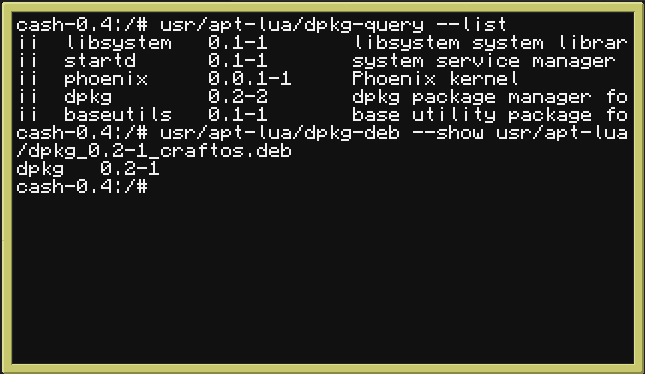 cash-0.4:/# usr/apt-lua/dpkg-query --list
ii  libsystem   0.1-1        libsystem system librar
ii  startd      0.1-1        system service manager
ii  phoenix     0.0.1-1      Phoenix kernel
ii  dpkg        0.2-2        dpkg package manager fo
ii  baseutils   0.1-1        base utility package fo
cash-0.4:/# usr/apt-lua/dpkg-deb --show usr/apt-lua
/dpkg_0.2-1_craftos.deb
dpkg   0.2-1
cash-0.4:/#